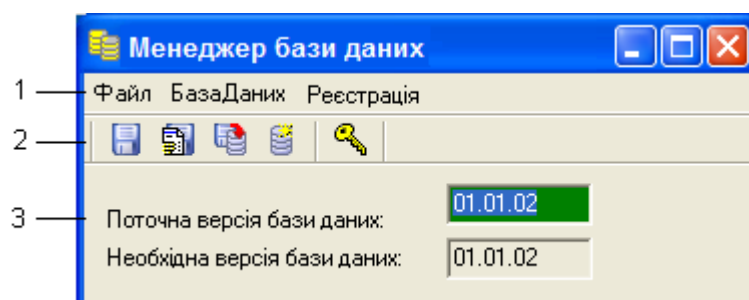 Менеджер бази даних
1 Файл БазаДаних Реєстрація
2
3 Поточна версія бази даних: 01.01.02
Необхідна версія бази даних: 01.01.02